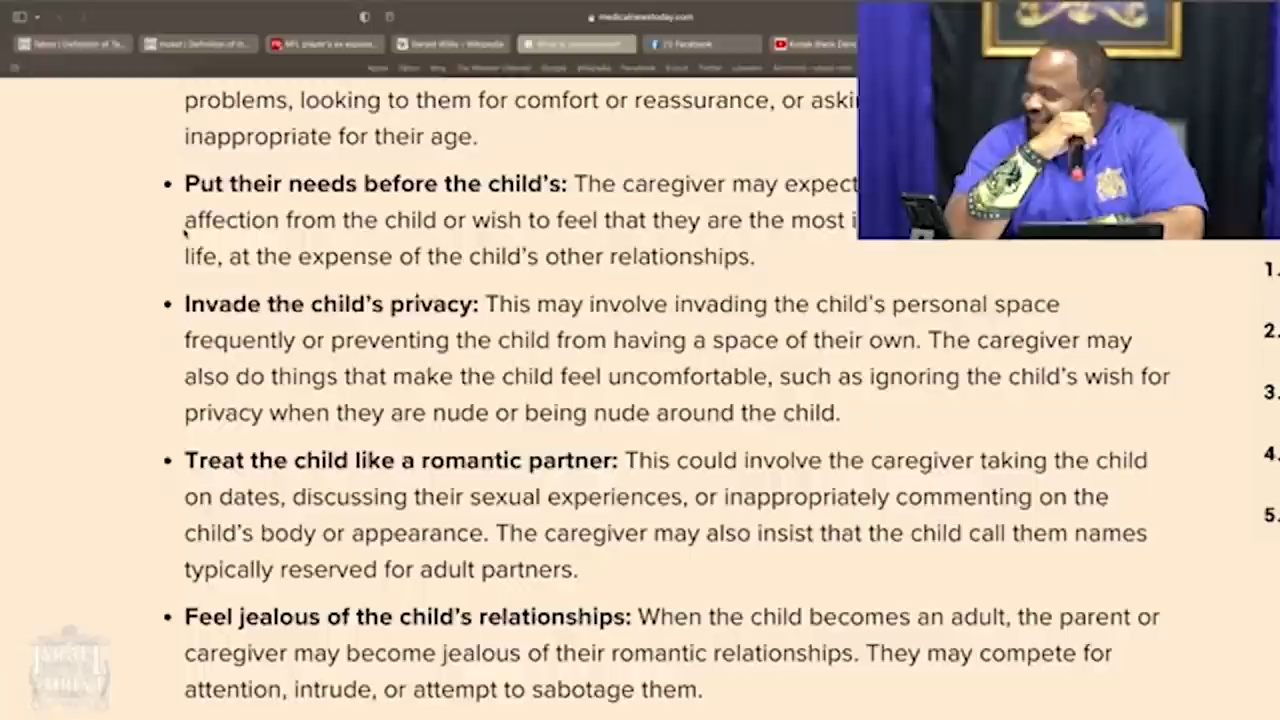 medicalnewstoday.com
Facebook
problems, looking to them for comfort or reassurance, or aski
inappropriate for their age.
• Put their needs before the child's: The caregiver may expect
affection from the child or wish to feel that they are the most i
life, at the expense of the child's other relationships.
1.
• Invade the child's privacy: This may involve invading the child's personal space
2.
frequently or preventing the child from having a space of their own. The caregiver may
also do things that make the child feel uncomfortable, such as ignoring the child's wish for
3.
privacy when they are nude or being nude around the child.
• Treat the child like a romantic partner: This could involve the caregiver taking the child
4.
on dates, discussing their sexual experiences, or inappropriately commenting on the
5.
child's body or appearance. The caregiver may also insist that the child call them names
typically reserved for adult partners.
• Feel jealous of the child's relationships: When the child becomes an adult, the parent or
caregiver may become jealous of their romantic relationships. They may compete for
attention, intrude, or attempt to sabotage them.